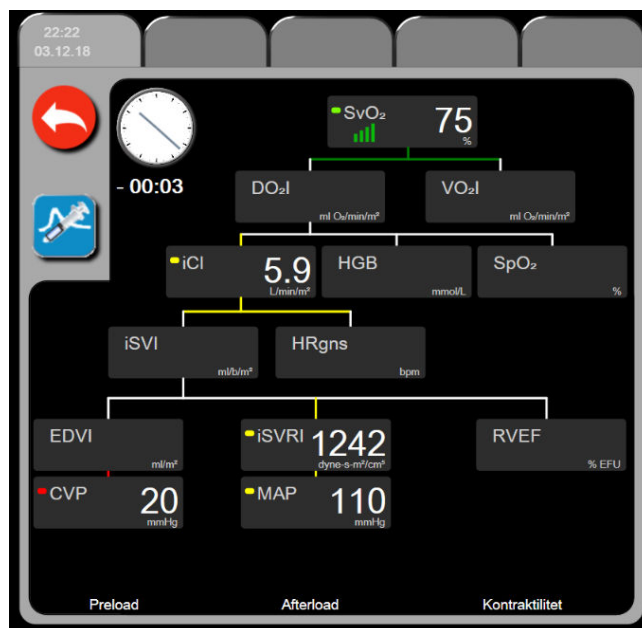 22:22
03.12.18
- 00:03
SvO₂ 75
%
DO₂I
ml O₂/min/m²
VO₂I
ml O₂/min/m²
iCI 5.9
L/min/m²
HGB
mmol/L
SpO₂
%
iSVI
ml/b/m²
HRgns
bpm
EDVI
ml/m²
iSVRI 1242
dyne-s-m²/cm⁵
RVEF
% EFU
CVP 20
mmHg
MAP 110
mmHg
Preload Afterload Kontraktilitet